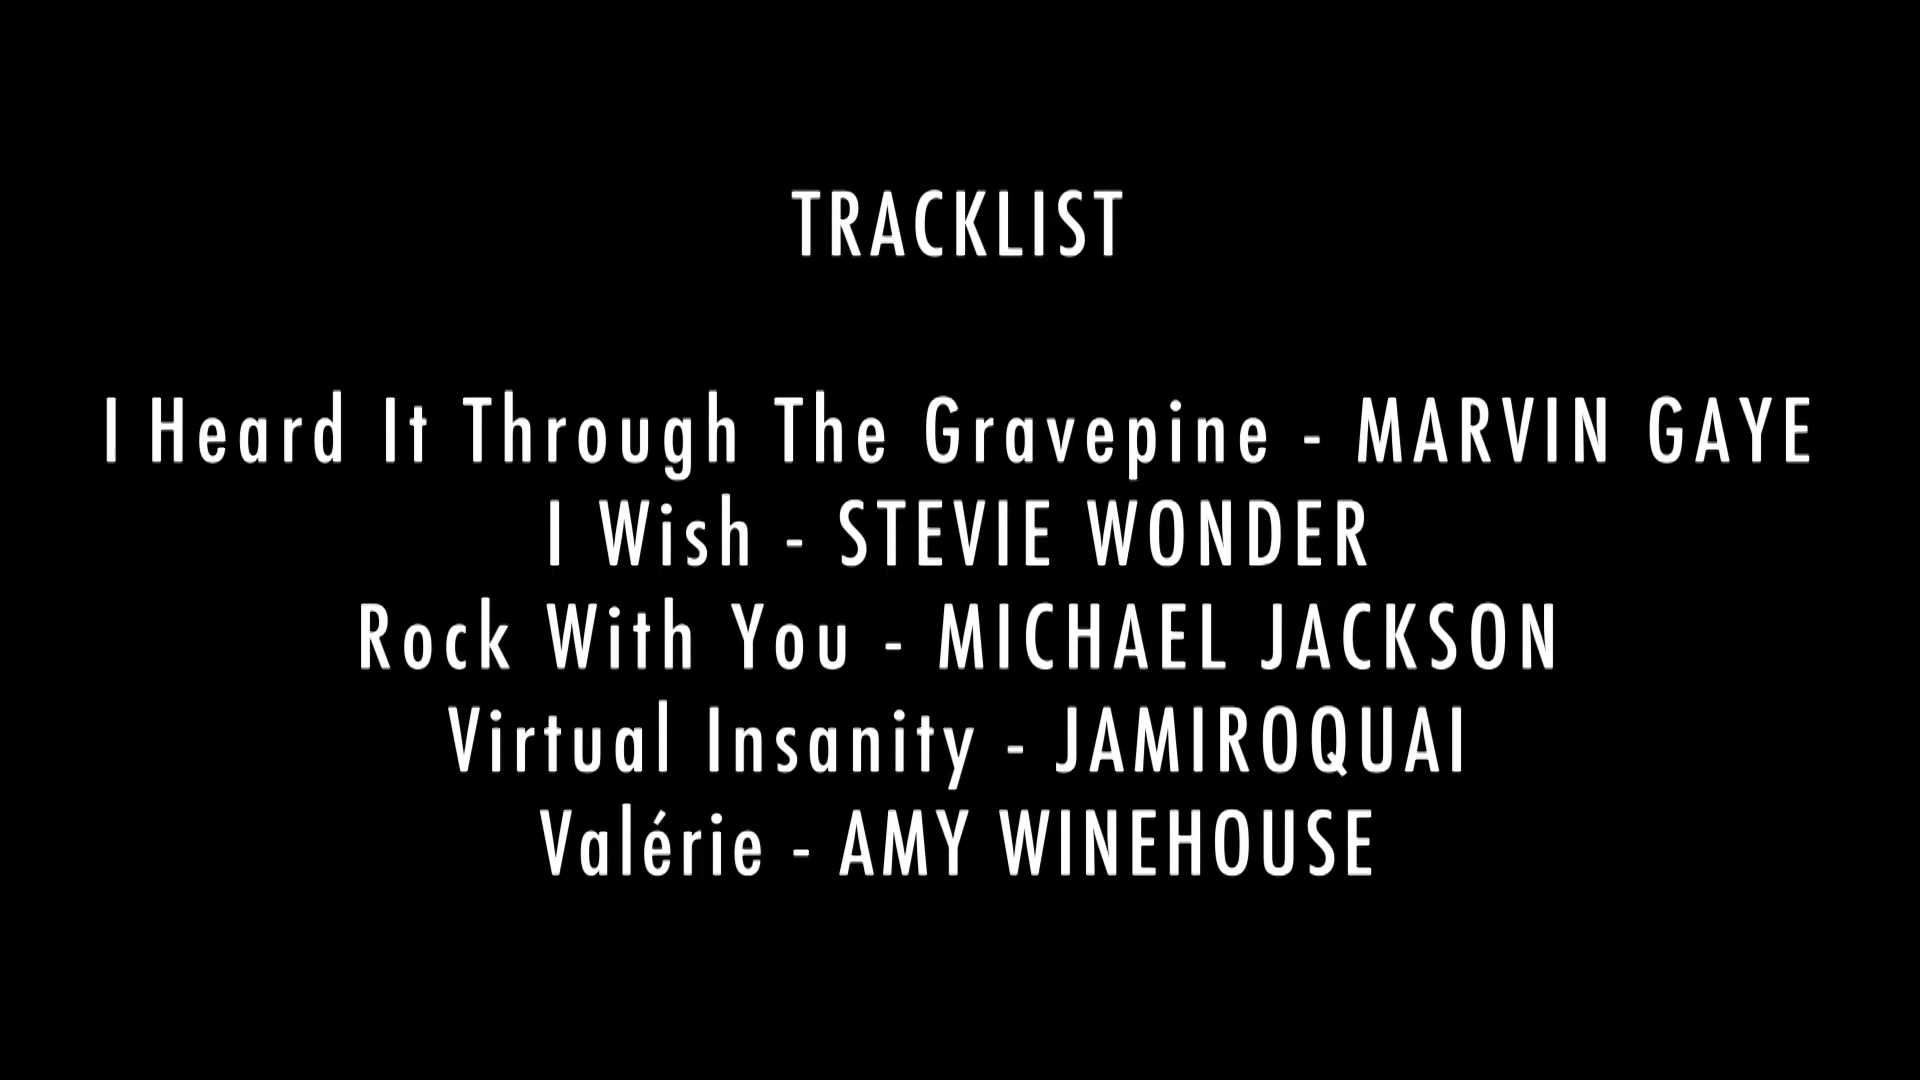 TRACKLIST
I Heard It Through The Gravepine - MARVIN GAYE
I Wish - STEVIE WONDER
Rock With You - MICHAEL JACKSON
Virtual Insanity - JAMIROQUAI
Valérie - AMY WINEHOUSE